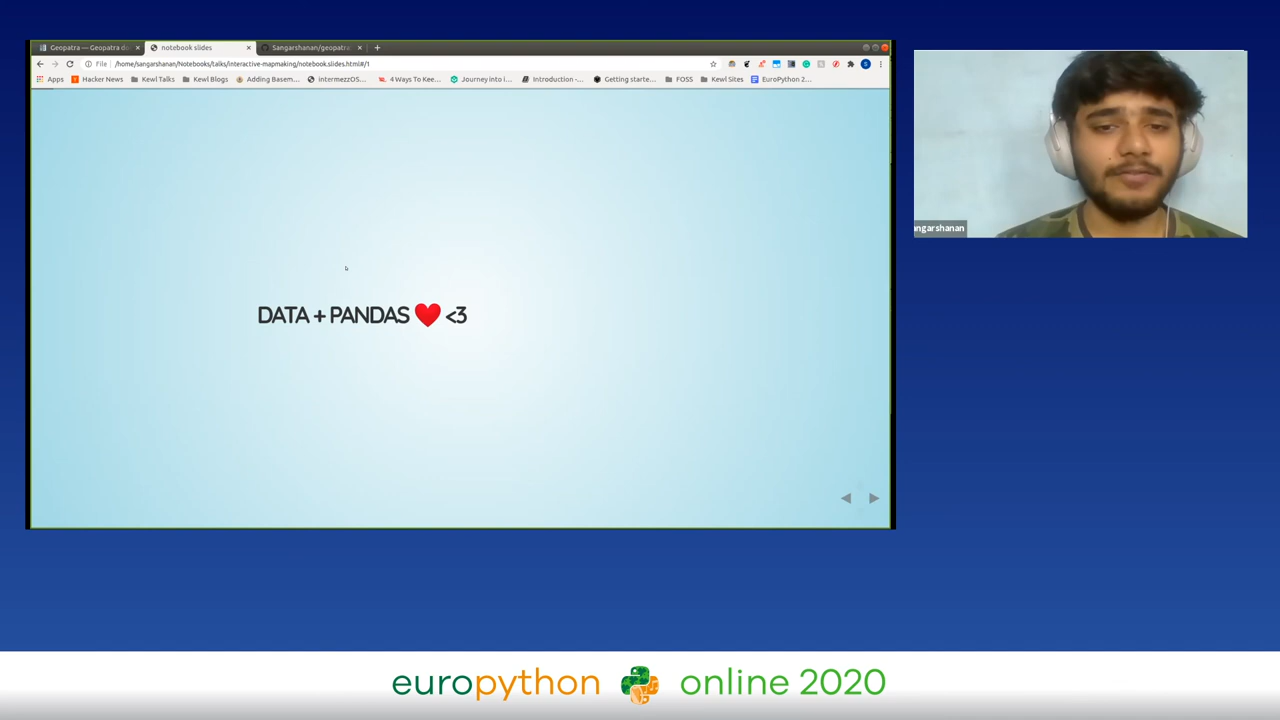 Geopatra — Geopatra do
notebook slides
Sangarshanan/geopatra
File
/home/sangarshanan/Notebooks/talks/interactive-mapmaking/notebook.slides.html#/1
Apps
Hacker News
Kewl Talks
Kewl Blogs
Adding Basem...
intermezzOS...
4 Ways To Kee...
Journey into i...
Introduction -...
Getting starte...
FOSS
Kewl Sites
EuroPython 2...
DATA + PANDAS ❤️ <3
angarshanan
europython online 2020